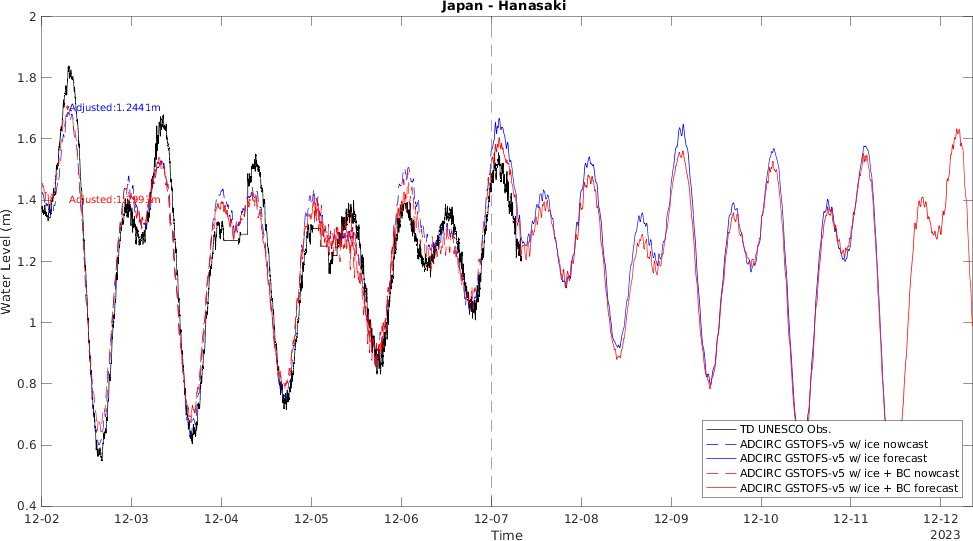 Japan - Hanasaki
2
1.8
1.6
1.4
1.2
1
0.8
0.6
0.4
Water Level (m)
Adjusted:1.2441m
TD UNESCO Obs.
ADCIRC GSTOFS-v5 w/ ice nowcast
ADCIRC GSTOFS-v5 w/ ice forecast
ADCIRC GSTOFS-v5 w/ ice + BC nowcast
ADCIRC GSTOFS-v5 w/ ice + BC forecast
12-02 12-03 12-04 12-05 12-06 12-07 12-08 12-09 12-10 12-11 12-12
2023
Time